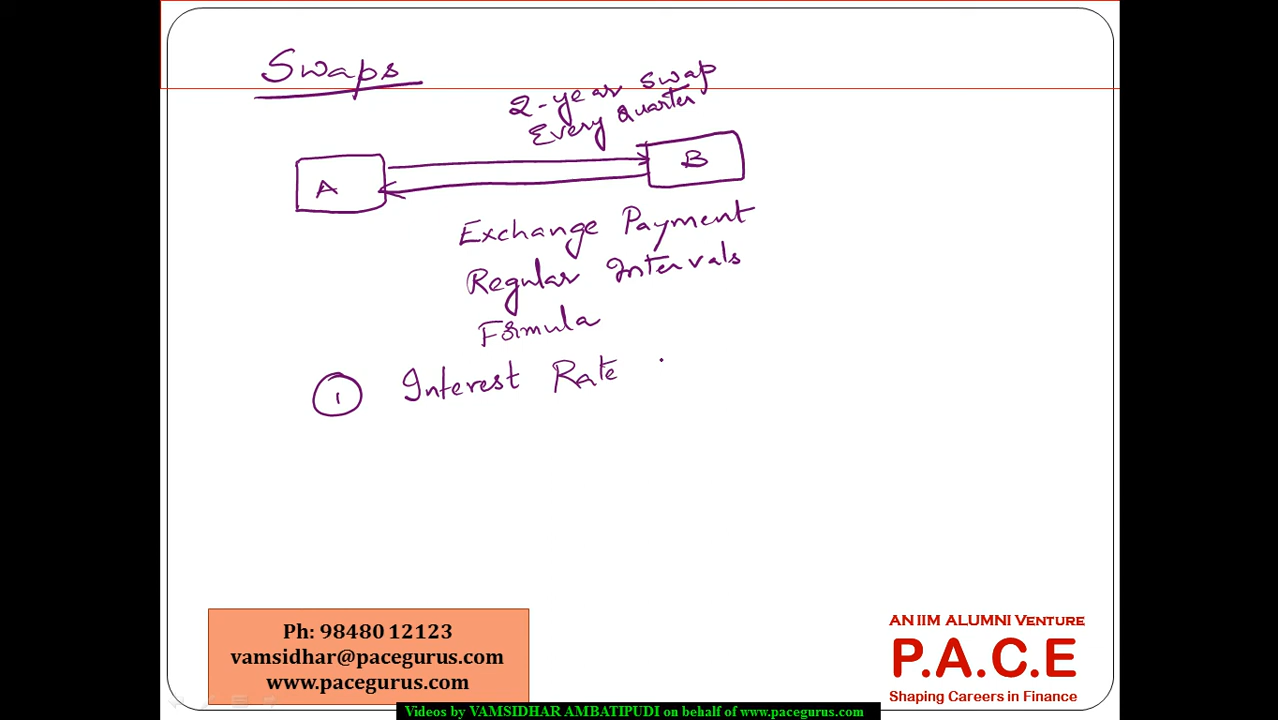 Swaps
2-year Swap
Every Quarter
A
B
Exchange Payment
Regular Intervals
Formula
1 Interest Rate
Ph: 98480 12123
vamsidhar@pacegurus.com
www.pacegurus.com
AN IIM ALUMNI VENTURE
P.A.C.E
Shaping Careers in Finance
Videos by VAMSIDHAR AMBATIPUDI on behalf of www.pacegurus.com